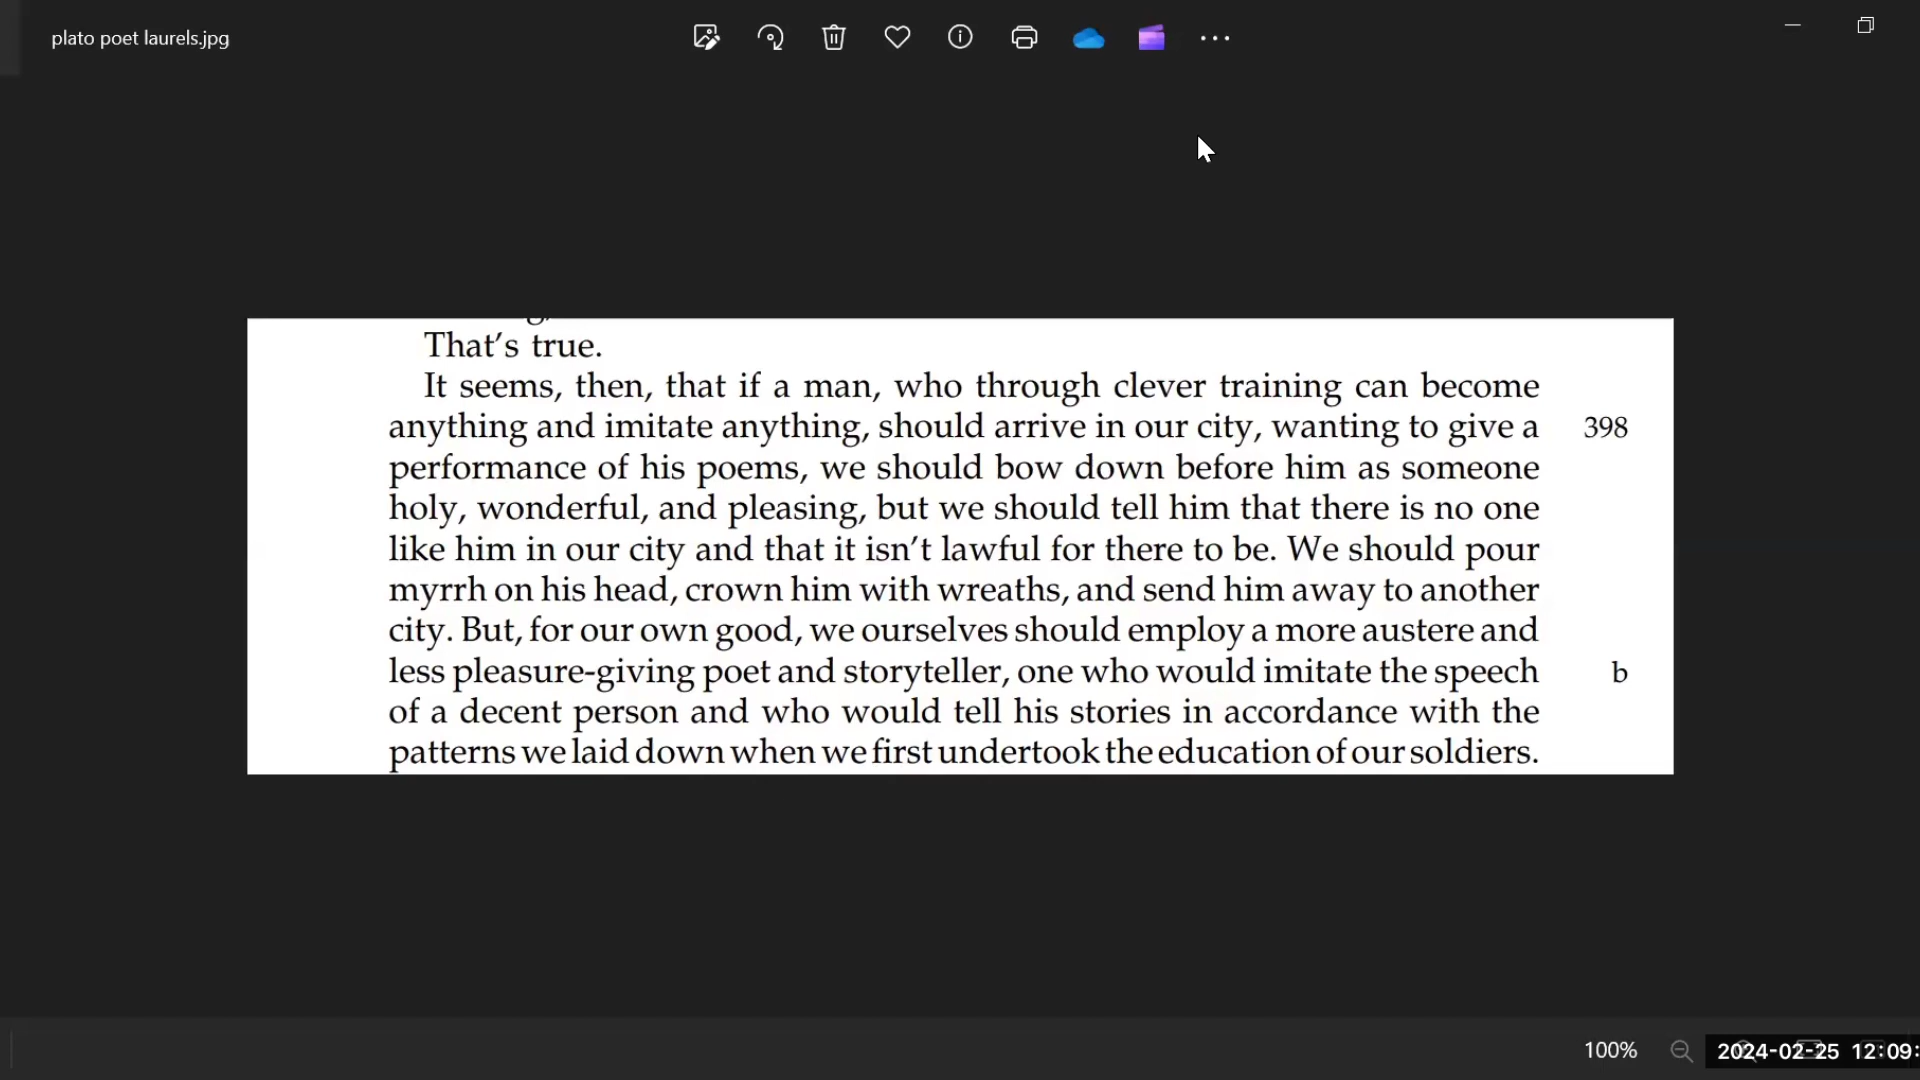 plato poet laurels.jpg
That's true.
It seems, then, that if a man, who through clever training can become
anything and imitate anything, should arrive in our city, wanting to give a 398
performance of his poems, we should bow down before him as someone
holy, wonderful, and pleasing, but we should tell him that there is no one
like him in our city and that it isn't lawful for there to be. We should pour
myrrh on his head, crown him with wreaths, and send him away to another
city. But, for our own good, we ourselves should employ a more austere and
less pleasure-giving poet and storyteller, one who would imitate the speech b
of a decent person and who would tell his stories in accordance with the
patterns we laid down when we first undertook the education of our soldiers.
100% 2024-02-25 12:09: